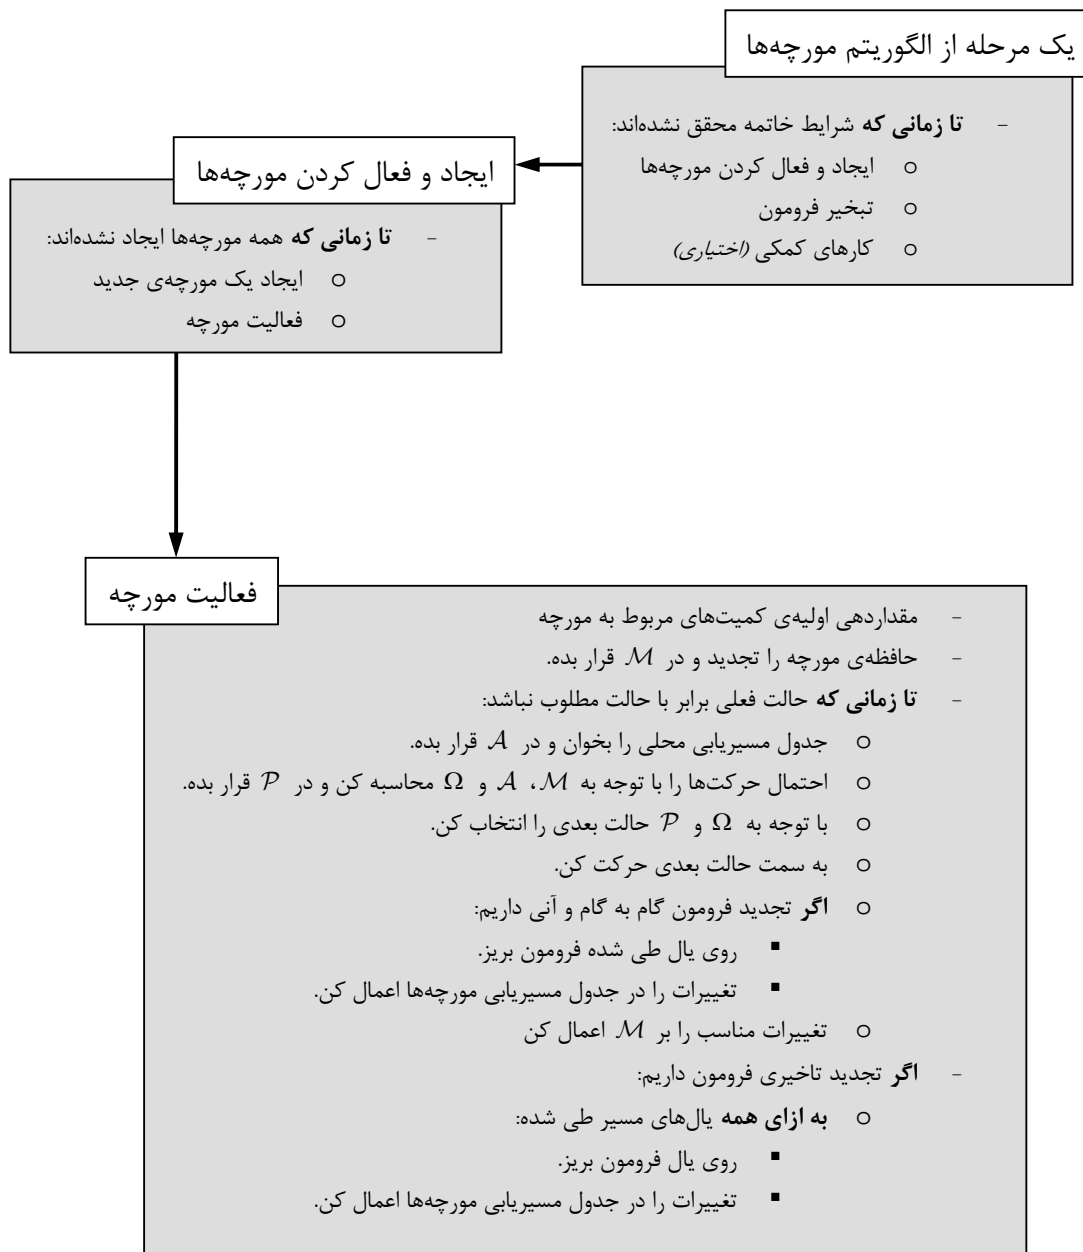 یک مرحله از الگوریتم مورچه‌ها
- تا زمانی که شرایط خاتمه محقق نشده‌اند:
o ایجاد و فعال کردن مورچه‌ها
o تبخیر فرومون
o کارهای کمکی (اختیاری)
ایجاد و فعال کردن مورچه‌ها
- تا زمانی که همه مورچه‌ها ایجاد نشده‌اند:
o ایجاد یک مورچه‌ی جدید
o فعالیت مورچه
فعالیت مورچه
- مقداردهی اولیه‌ی کمیت‌های مربوط به مورچه
- حافظه‌ی مورچه را تجدید و در M قرار بده.
- تا زمانی که حالت فعلی برابر با حالت مطلوب نباشد:
o جدول مسیریابی محلی را بخوان و در A قرار بده.
o احتمال حرکت‌ها را با توجه به M، A و Ω محاسبه کن و در P قرار بده.
o با توجه به Ω و P حالت بعدی را انتخاب کن.
o به سمت حالت بعدی حرکت کن.
o اگر تجدید فرومون گام به گام و آنی داریم:
▪ روی یال طی شده فرومون بریز.
▪ تغییرات را در جدول مسیریابی مورچه‌ها اعمال کن.
o تغییرات مناسب را بر M اعمال کن
- اگر تجدید تاخیری فرومون داریم:
o به ازای همه یال‌های مسیر طی شده:
▪ روی یال فرومون بریز.
▪ تغییرات را در جدول مسیریابی مورچه‌ها اعمال کن.